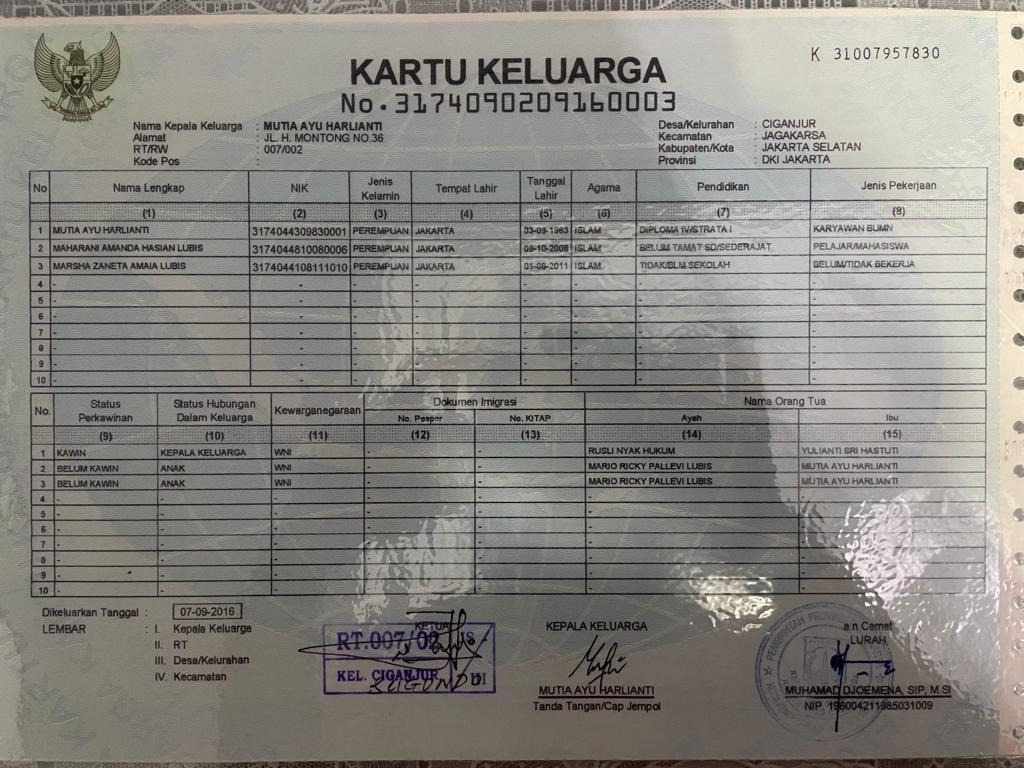 K 31007957830
KARTU KELUARGA
No. 3174090209160003
Nama Kepala Keluarga : MUTIA AYU HARLIANTI
Alamat : JL. H. MONTONG NO.36
RT/RW : 007/002
Kode Pos :
Desa/Kelurahan : CIGANJUR
Kecamatan : JAGAKARSA
Kabupaten/Kota : JAKARTA SELATAN
Provinsi : DKI JAKARTA
No Nama Lengkap NIK Jenis Kelamin Tempat Lahir Tanggal Lahir Agama Pendidikan Jenis Pekerjaan
(1) (2) (3) (4) (5) (6) (7) (8)
1 MUTIA AYU HARLIANTI 3174044309830001 PEREMPUAN JAKARTA 03-09-1983 ISLAM DIPLOMA IV/STRATA I KARYAWAN BUMN
2 MAHARANI AMANDA HASIAN LUBIS 3174044810080006 PEREMPUAN JAKARTA 08-10-2008 ISLAM BELUM TAMAT SD/SEDERAJAT PELAJAR/MAHASISWA
3 MARSHA ZANETA AMAIA LUBIS 3174044108111010 PEREMPUAN JAKARTA 01-08-2011 ISLAM TIDAK/BLM SEKOLAH BELUM/TIDAK BEKERJA
4 - - - - - - - -
5 - - - - - - - -
6 - - - - - - - -
7 - - - - - - - -
8 - - - - - - - -
9 - - - - - - - -
10 - - - - - - - -
No. Status Perkawinan Status Hubungan Dalam Keluarga Kewarganegaraan Dokumen Imigrasi Nama Orang Tua
No. Paspor No. KITAP Ayah Ibu
(9) (10) (11) (12) (13) (14) (15)
1 KAWIN KEPALA KELUARGA WNI - - RUSLI NYAK HUKUM YULIANTI SRI HASTUTI
2 BELUM KAWIN ANAK WNI - - MARIO RICKY PALLEVI LUBIS MUTIA AYU HARLIANTI
3 BELUM KAWIN ANAK WNI - - MARIO RICKY PALLEVI LUBIS MUTIA AYU HARLIANTI
4 - - - - - - -
5 - - - - - - -
6 - - - - - - -
7 - - - - - - -
8 - - - - - - -
9 - - - - - - -
10 - - - - - - -
Dikeluarkan Tanggal : 07-09-2016
LEMBAR : I. Kepala Keluarga
II. RT
III. Desa/Kelurahan
IV. Kecamatan
KETUA
RT.007/02
KEL. CIGANJUR
KEPALA KELUARGA
MUTIA AYU HARLIANTI
Tanda Tangan/Cap Jempol
a.n Camat
LURAH
MUHAMAD DJOEMENA, SIP, M.SI
NIP. 196004211985031009